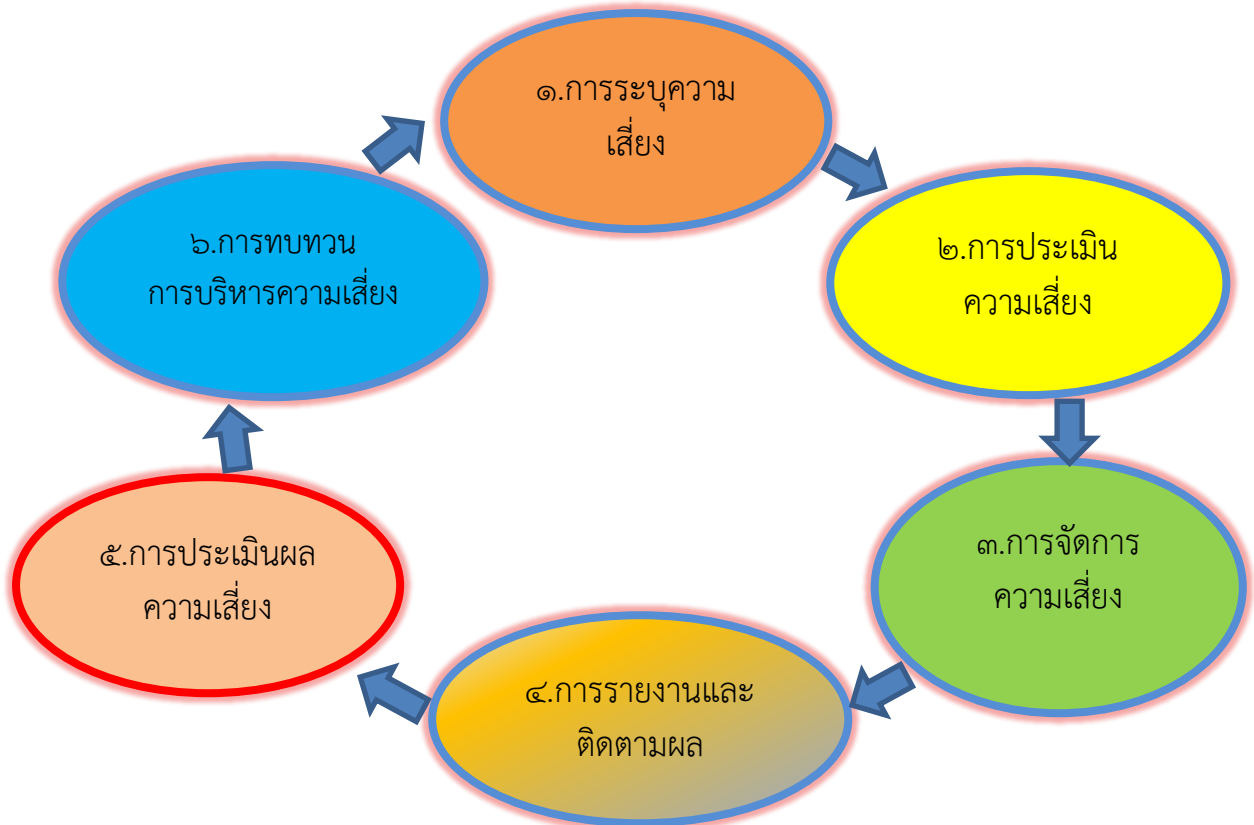 ๑.การระบุความ
เสี่ยง
๒.การประเมิน
ความเสี่ยง
๓.การจัดการ
ความเสี่ยง
๔.การรายงานและ
ติดตามผล
๕.การประเมินผล
ความเสี่ยง
๖.การทบทวน
การบริหารความเสี่ยง